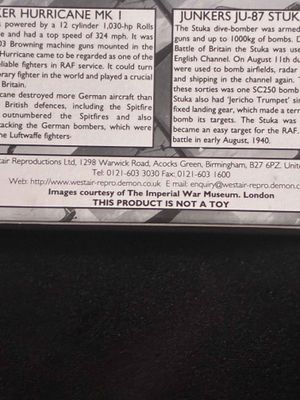 KER HURRICANE MK I
s powered by a 12 cylinder 1,030-hp Rolls
e and had a top speed of 324 mph. It was
03 Browning machine guns mounted in the
Hurricane came to be regarded as one of the
eliable fighters in RAF service. It could turn
rary fighter in the world and played a crucial
Britain.
cane destroyed more German aircraft than
British defences, including the Spitfire
outnumbered the Spitfires and also
acking the German bombers, which were
he Luftwaffe fighters.
JUNKERS JU-87 STUK
The Stuka dive-bomber was armed
guns and up to 1000kg of bombs. D
Battle of Britain the Stuka was use
English Channel. On August 11th du
were used to bomb airfields, radar
and shipping in the channel again.
these sorties was one SC250 bomb
Stuka also had 'Jericho Trumpet' si
fixed landing gear, which made a ter
bomb its targets. The Stuka was
became an easy target for the RAF.
battle in early August, 1940.
tair Reproductions Ltd, 1298 Warwick Road, Acocks Green, Birmingham, B27 6PZ. Unit
Tel: 0121-603 3030 Fax: 0121-603 1600
Web: http://www.westair-repro.demon.co.uk E mail: enquiry@westair-repro.demon.co.uk
Images courtesy of The Imperial War Museum. London
THIS PRODUCT IS NOT A TOY